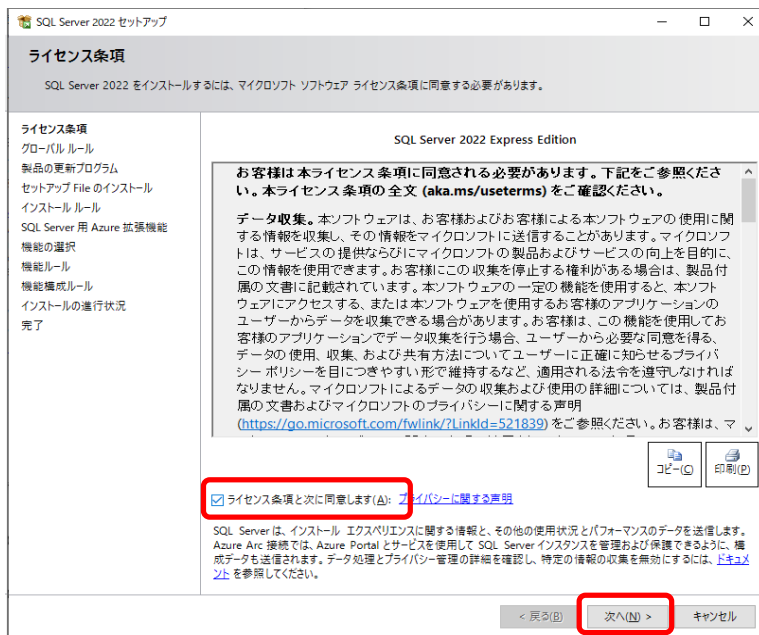 SQL Server 2022 セットアップ
ライセンス条項
SQL Server 2022 をインストールするには、マイクロソフト ソフトウェア ライセンス条項に同意する必要があります。
ライセンス条項
グローバル ルール
製品の更新プログラム
セットアップ File のインストール
インストール ルール
SQL Server 用 Azure 拡張機能
機能の選択
機能ルール
機能構成ルール
インストールの進行状況
完了
SQL Server 2022 Express Edition
お客様は本ライセンス条項に同意される必要があります。下記をご参照くださ
い。本ライセンス条項の全文 (aka.ms/useterms) をご確認ください。
データ収集。本ソフトウェアは、お客様およびお客様による本ソフトウェアの使用に関
する情報を収集し、その情報をマイクロソフトに送信することがあります。マイクロソフ
トは、サービスの提供ならびにマイクロソフトの製品およびサービスの向上を目的に、
この情報を使用できます。お客様にこの収集を停止する権利がある場合は、製品付
属の文書に記載されています。本ソフトウェアの一定の機能を使用すると、本ソフト
ウェアにアクセスする、または本ソフトウェアを使用するお客様のアプリケーションの
ユーザーからデータを収集できる場合があります。お客様は、この機能を使用してお
客様のアプリケーションでデータ収集を行う場合、ユーザーから必要な同意を得る、
データの使用、収集、および共有方法についてユーザーに正確に知らせるプライバ
シー ポリシーを目につきやすい形で維持するなど、適用される法令を遵守しなければ
なりません。マイクロソフトによるデータの収集および使用の詳細については、製品付
属の文書およびマイクロソフトのプライバシーに関する声明
(https://go.microsoft.com/fwlink/?LinkId=521839) をご参照ください。お客様は、マ
コピー(C)
印刷(P)
ライセンス条項と次に同意します(A): プライバシーに関する声明
SQL Server は、インストール エクスペリエンスに関する情報と、その他の使用状況とパフォーマンスのデータを送信します。
Azure Arc 接続では、Azure Portal とサービスを使用して SQL Server インスタンスを管理および保護できるように、構
成データも送信されます。データ処理とプライバシー管理の詳細を確認し、特定の情報の収集を無効にするには、ドキュメ
ント を参照してください。
< 戻る(B)
次へ(N) >
キャンセル